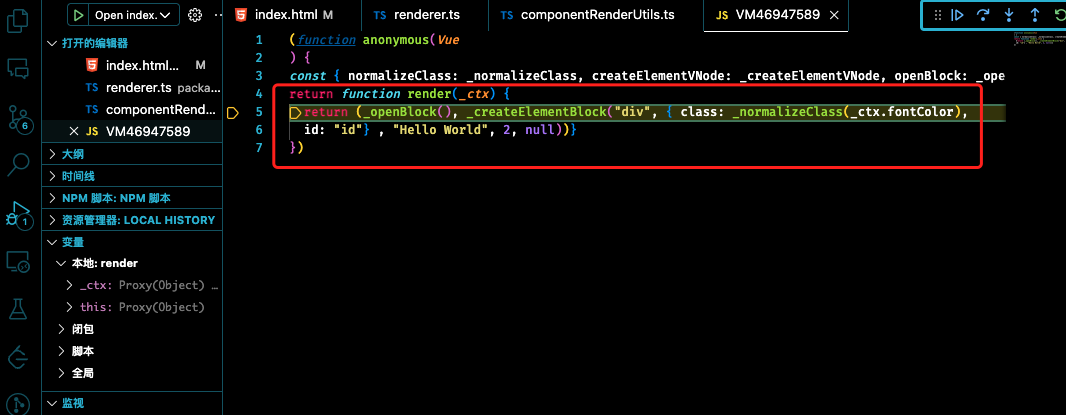 Open index.
index.html M
renderer.ts
componentRenderUtils.ts
VM46947589
打开的编辑器
index.html... M
renderer.ts packa...
componentRend...
VM46947589
大纲
时间线
NPM 脚本: NPM 脚本
资源管理器: LOCAL HISTORY
变量
本地: render
_ctx: Proxy(Object) ...
this: Proxy(Object)
闭包
脚本
全局
监视
6
1
1 (function anonymous(Vue
2 ) {
3 const { normalizeClass: _normalizeClass, createElementVNode: _createElementVNode, openBlock: _ope
4 return function render(_ctx) {
5 return (_openBlock(), _createElementBlock("div", { class: _normalizeClass(_ctx.fontColor),
6 id: "id"} , "Hello World", 2, null))}
7 })